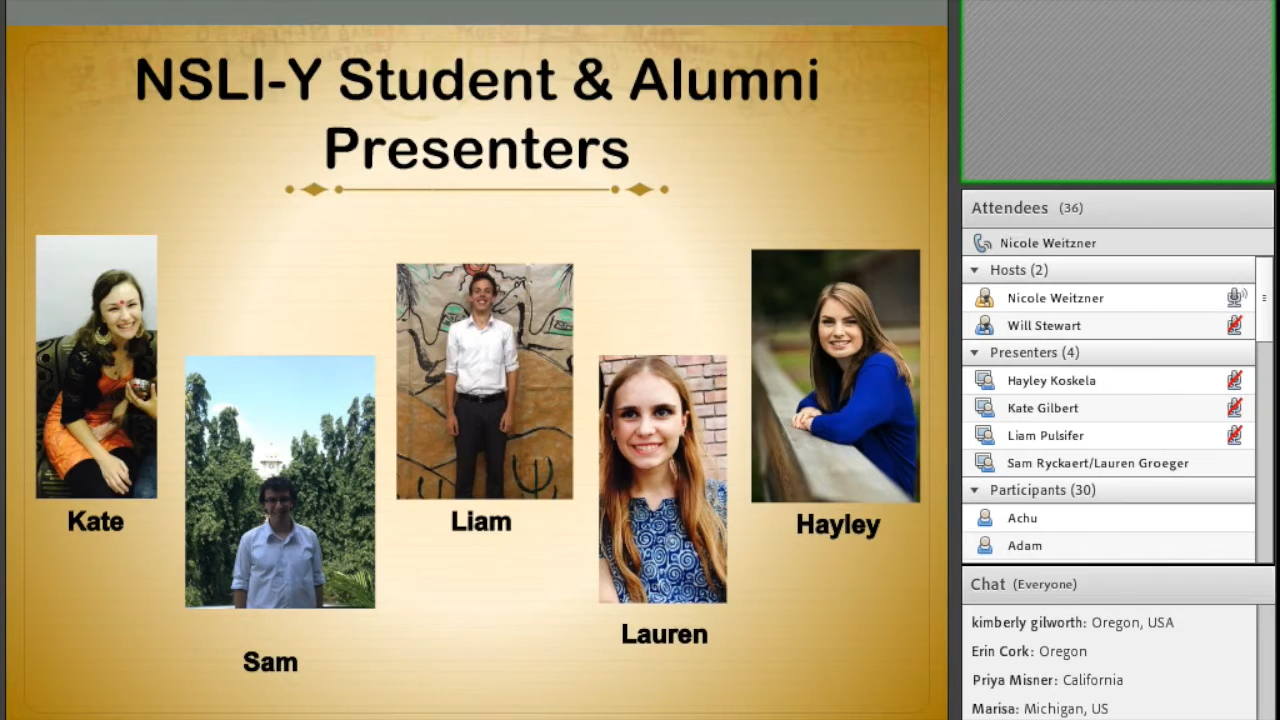 NSLI-Y Student & Alumni
Presenters
Kate
Sam
Liam
Lauren
Hayley
Attendees (36)
Nicole Weitzner
Hosts (2)
Nicole Weitzner
Will Stewart
Presenters (4)
Hayley Koskela
Kate Gilbert
Liam Pulsifer
Sam Ryckaert/Lauren Groeger
Participants (30)
Achu
Adam
Chat (Everyone)
kimberly gilworth: Oregon, USA
Erin Cork: Oregon
Priya Misner: California
Marisa: Michigan, US